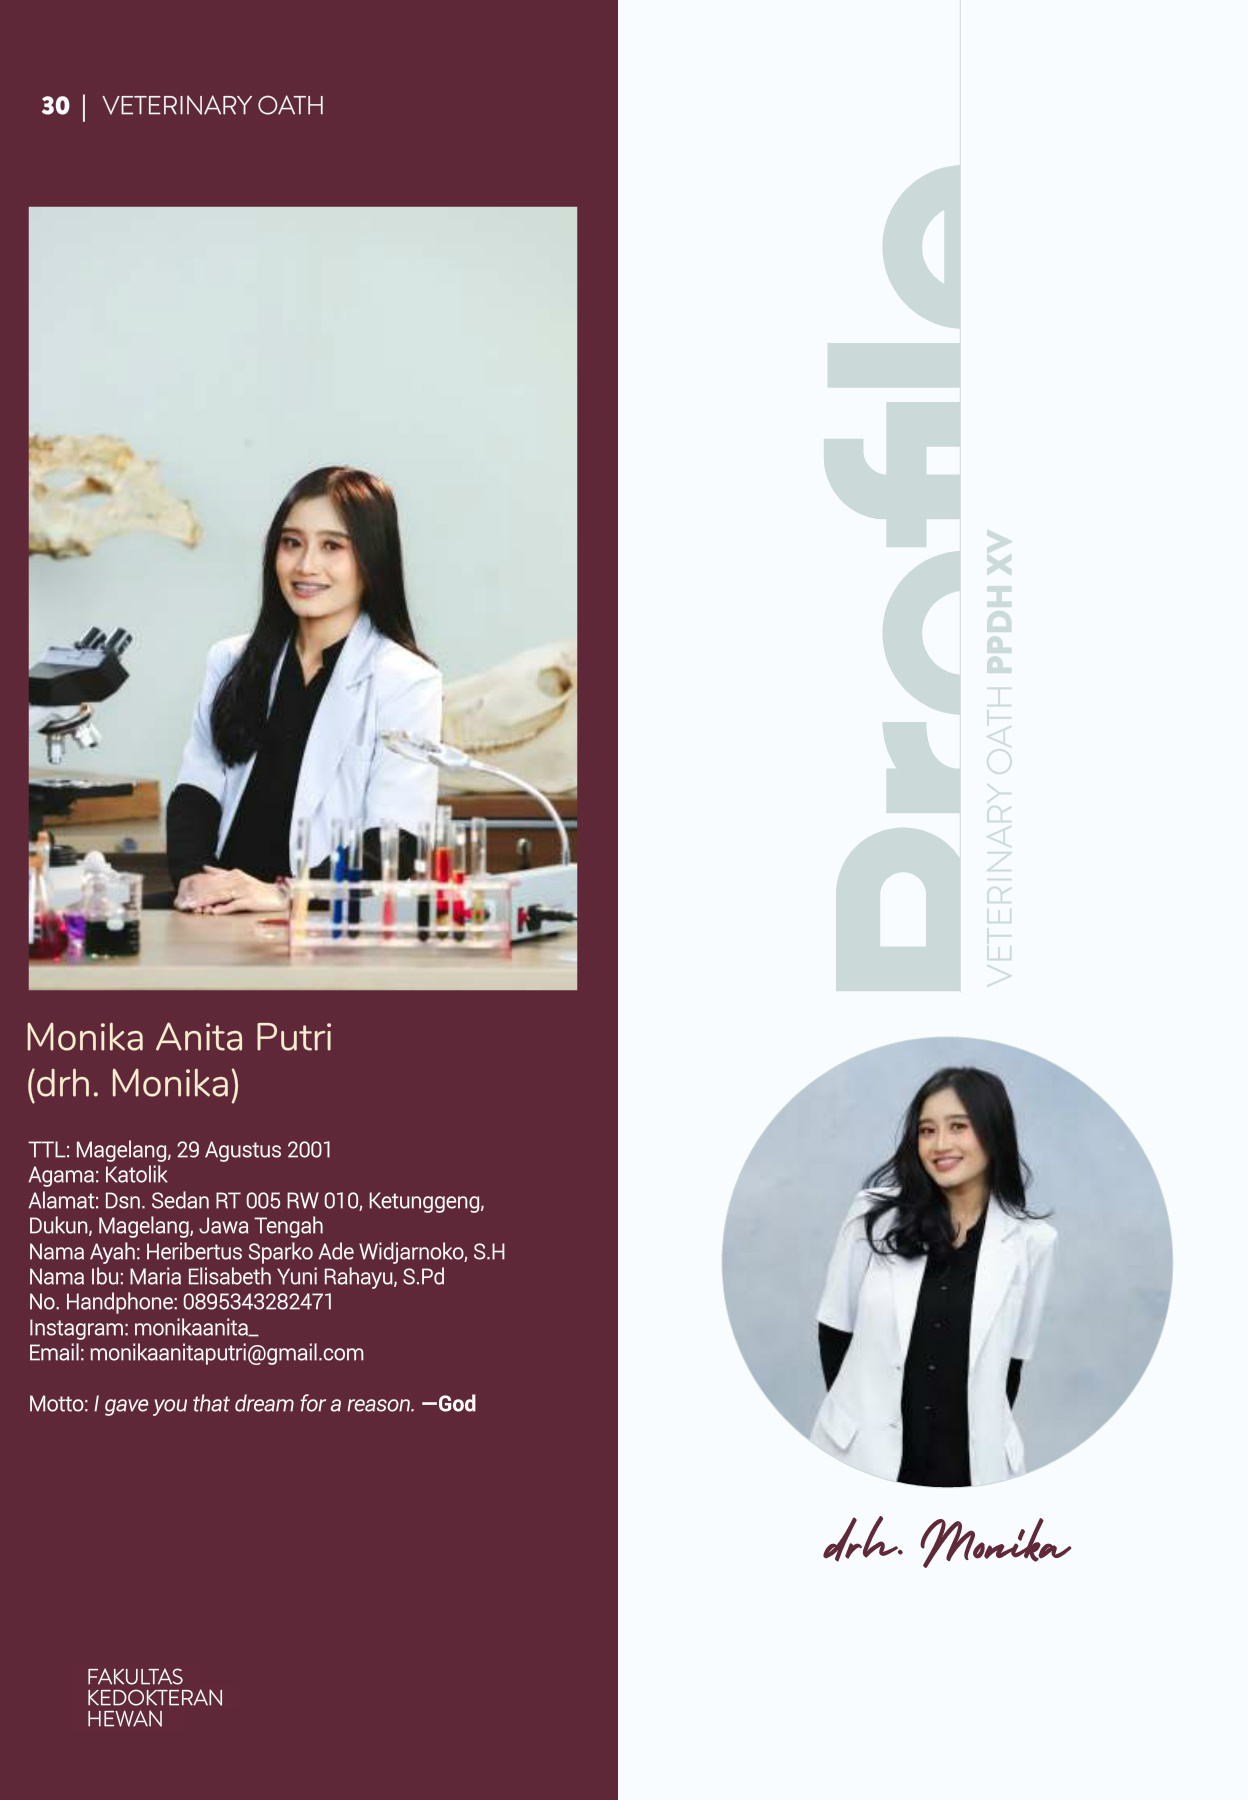 30 | VETERINARY OATH
Monika Anita Putri
(drh. Monika)
TTL: Magelang, 29 Agustus 2001
Agama: Katolik
Alamat: Dsn. Sedan RT 005 RW 010, Ketunggeng,
Dukun, Magelang, Jawa Tengah
Nama Ayah: Heribertus Sparko Ade Widjarnoko, S.H
Nama Ibu: Maria Elisabeth Yuni Rahayu, S.Pd
No. Handphone: 0895343282471
Instagram: monikaanita_
Email: monikaanitaputri@gmail.com
Motto: I gave you that dream for a reason. —God
FAKULTAS
KEDOKTERAN
HEWAN
Profile
VETERINARY OATH PPDH XV
drh. Monika